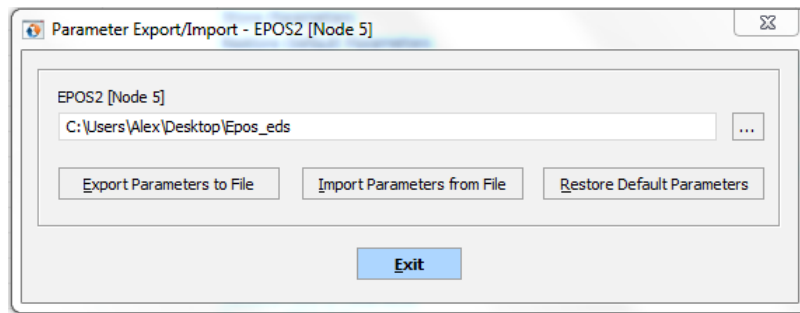 Parameter Export/Import - EPOS2 [Node 5]
EPOS2 [Node 5]
C:\Users\Alex\Desktop\Epos_eds
...
Export Parameters to File
Import Parameters from File
Restore Default Parameters
Exit